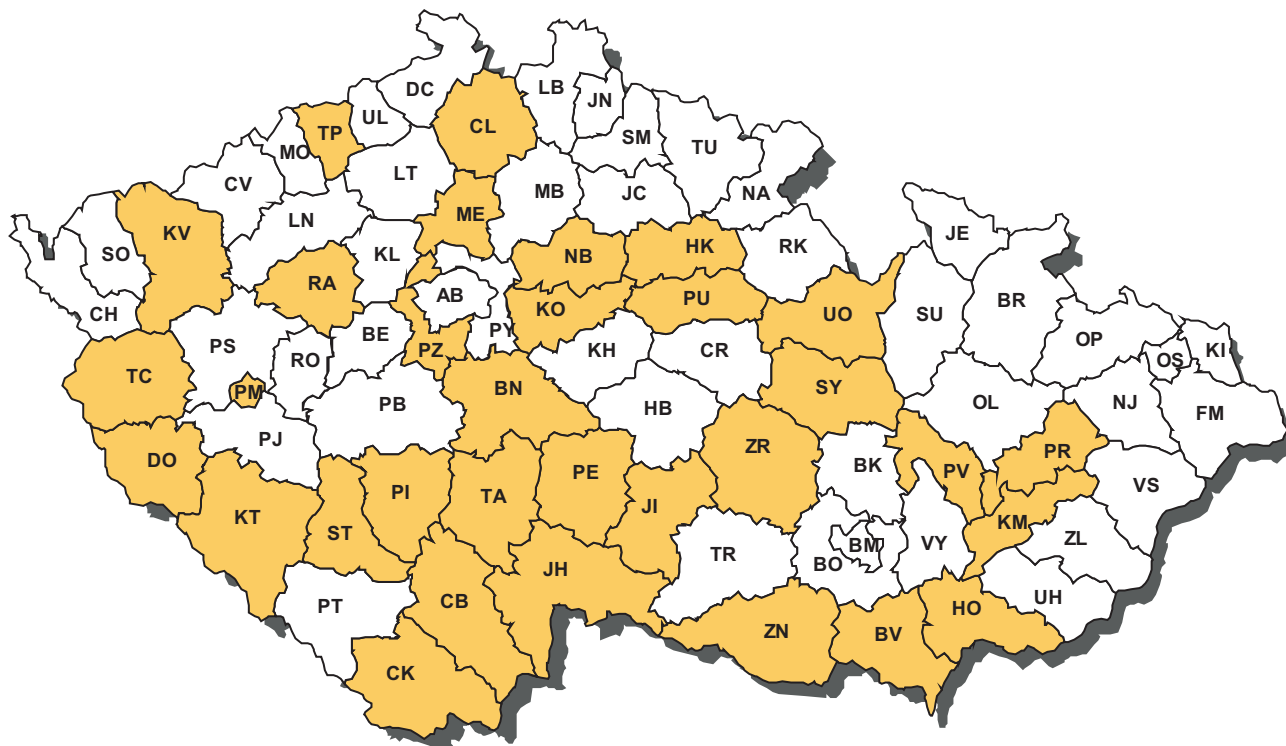 DC
LB
JN
UL
TP
CL
SM
TU
MO
LT
CV
MB
JC
NA
LN
ME
KV
SO
KL
NB
HK
RK
JE
RA
AB
BR
CH
KO
PU
UO
SU
PY
BE
PS
RO
PZ
KH
CR
OP
OS
KI
TC
PM
BN
SY
PB
HB
OL
NJ
FM
PJ
DO
PE
ZR
BK
PV
PR
VS
PI
TA
JI
KT
ST
KM
TR
BM
BO
VY
ZL
JH
PT
CB
ZN
BV
HO
UH
CK